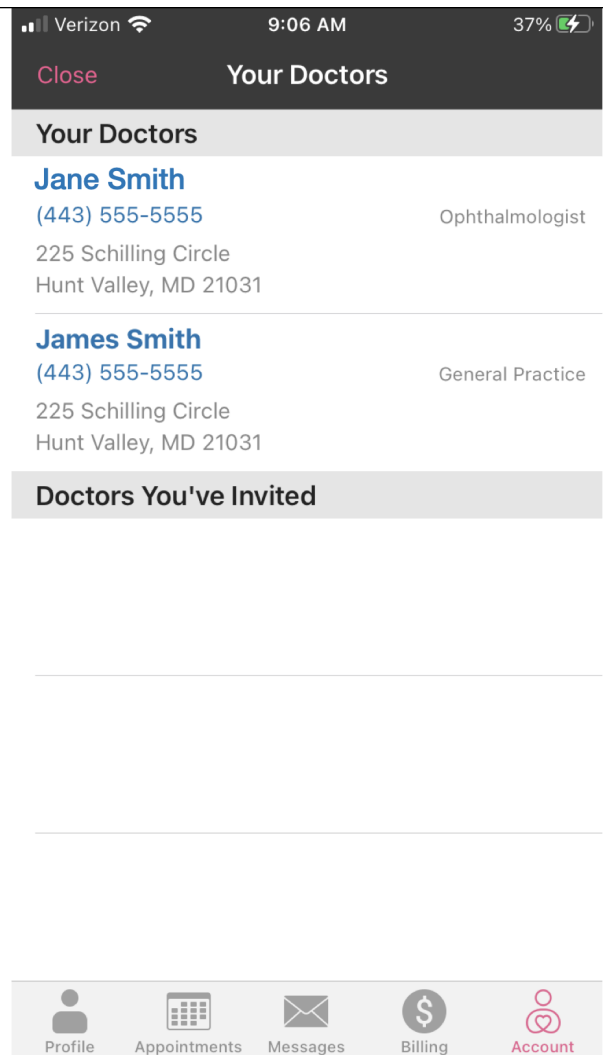 Verizon 9:06 AM 37%
Close Your Doctors
Your Doctors
Jane Smith
(443) 555-5555 Ophthalmologist
225 Schilling Circle
Hunt Valley, MD 21031
James Smith
(443) 555-5555 General Practice
225 Schilling Circle
Hunt Valley, MD 21031
Doctors You've Invited
$
Profile Appointments Messages Billing Account